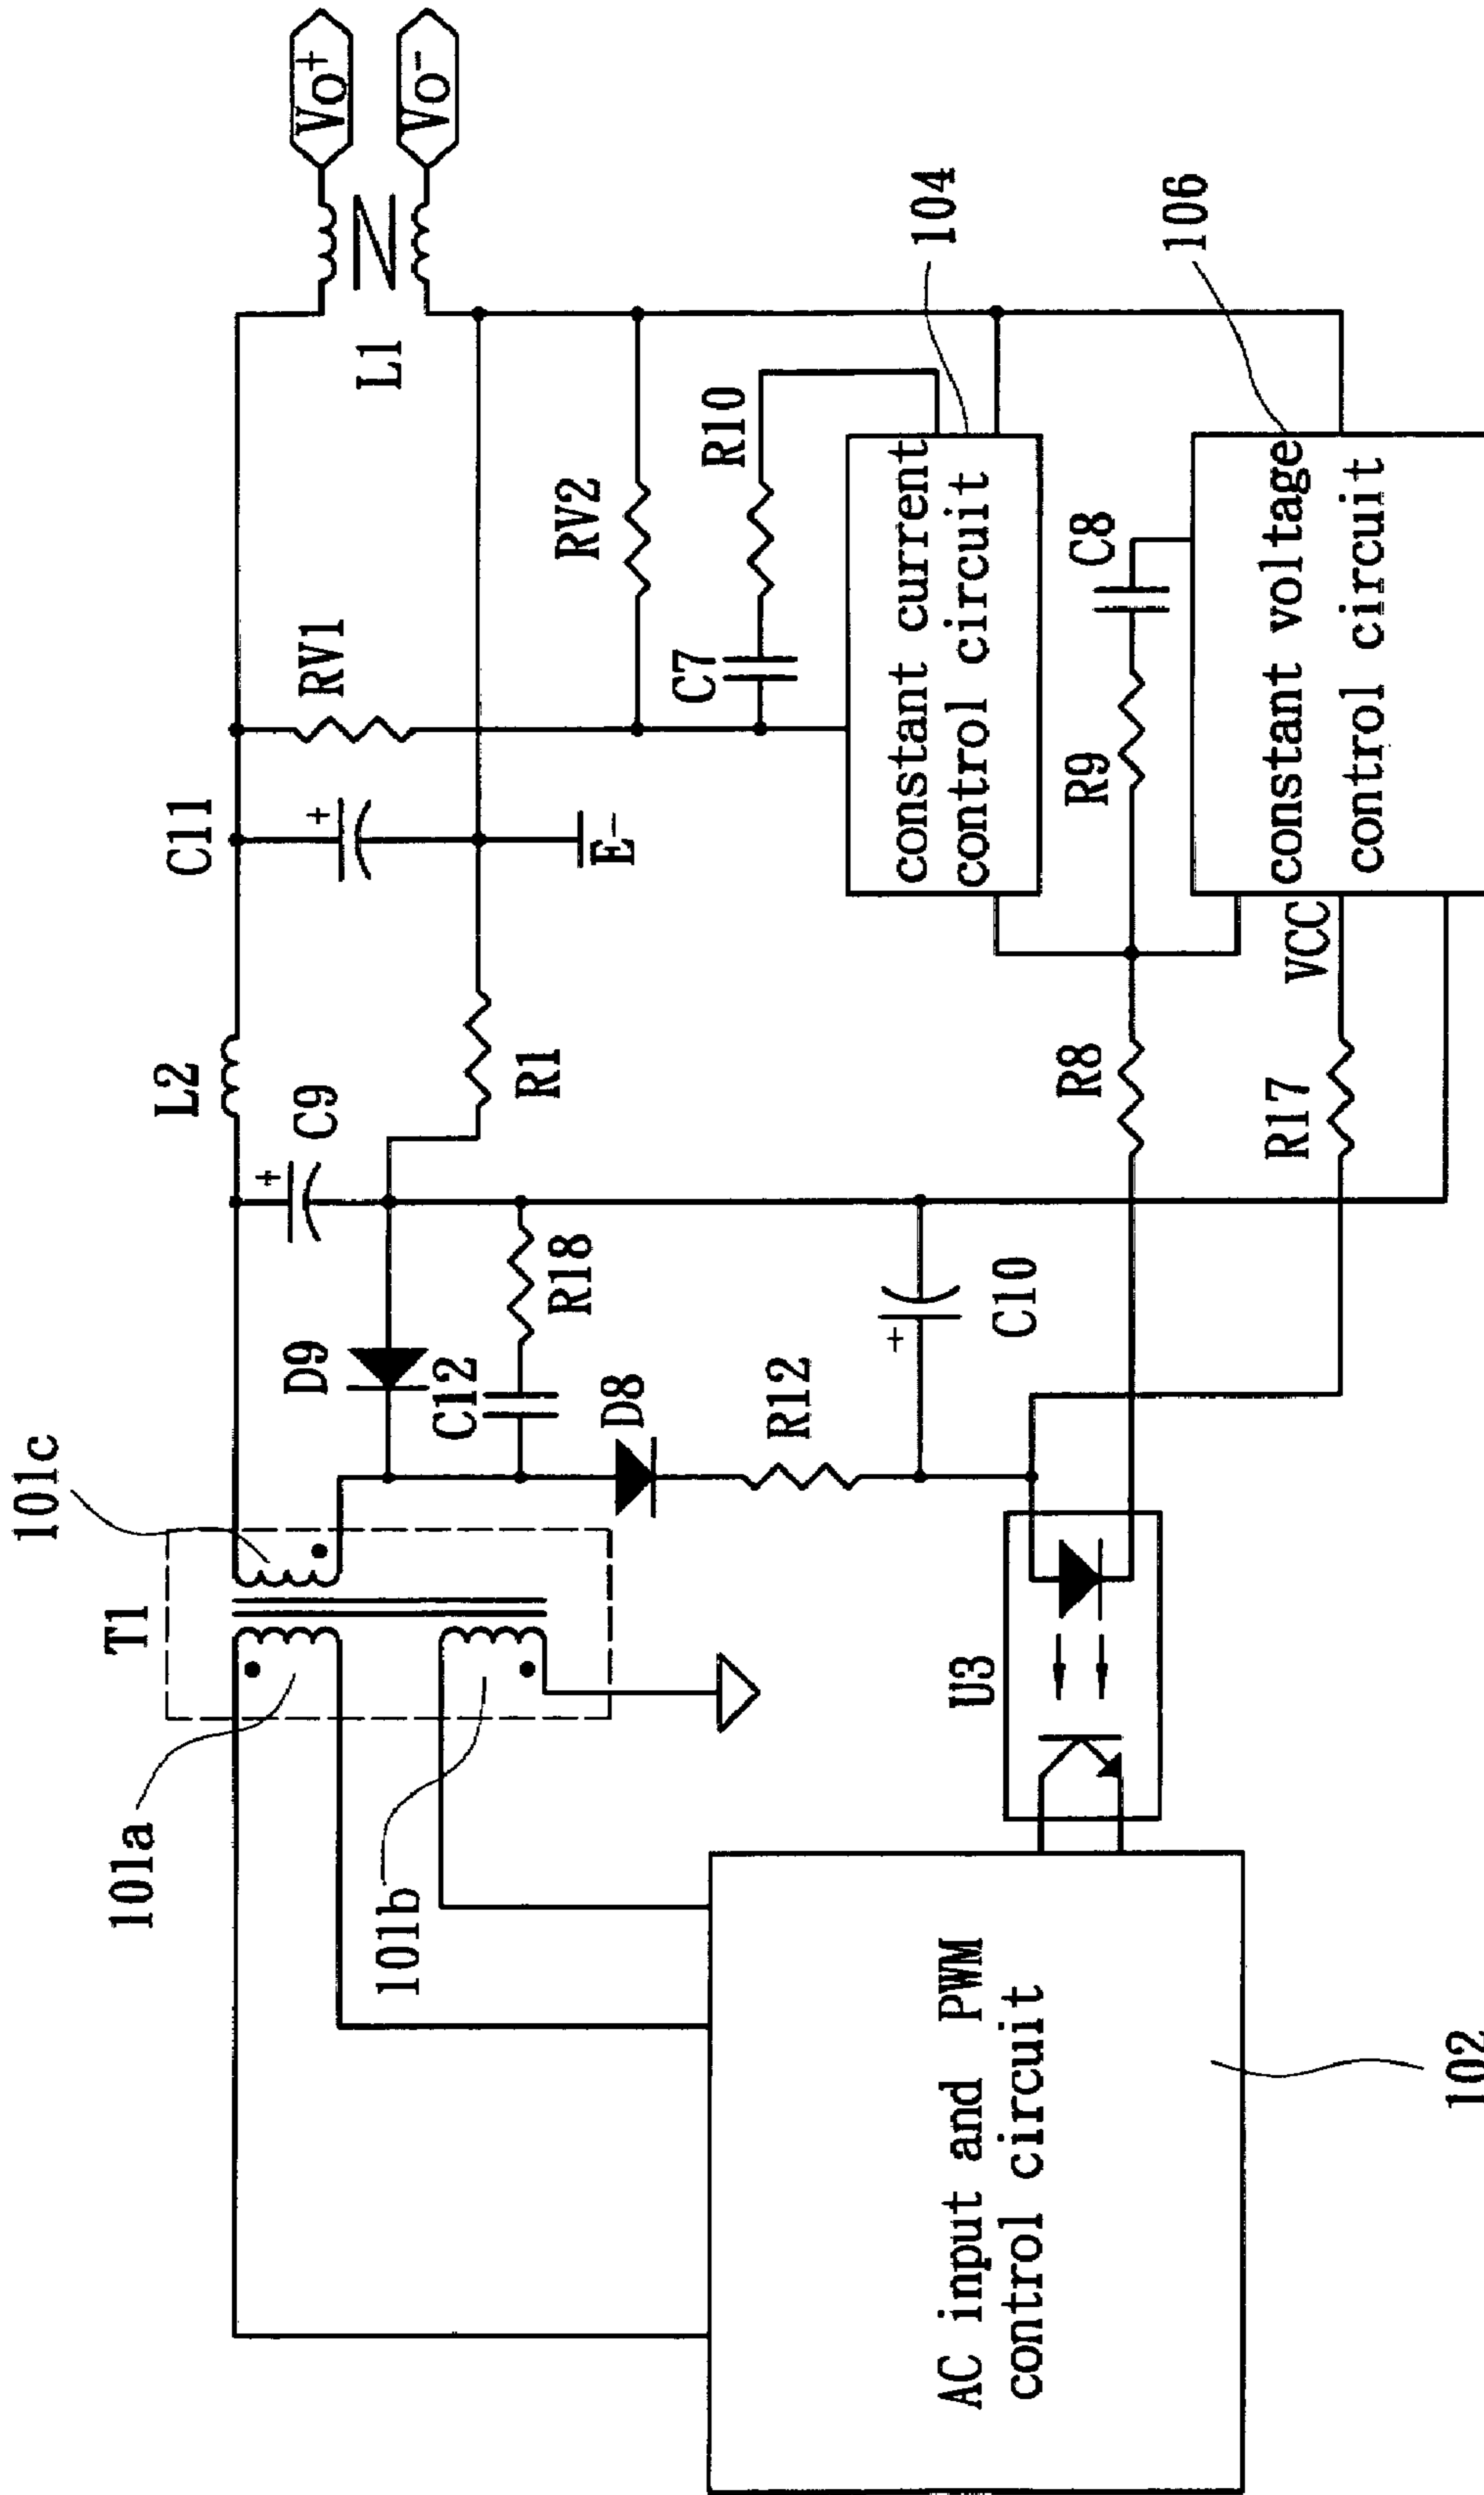 101c
T1
101a
101b
L2
C9
C11
RV1
Vo+
Vo-
L1
D9
C12
R18
R1
E-
D8
R12
C10
RV2
C7
R10
104
constant current
control circuit
U3
R8
R9
C8
106
R17
VCC
constant voltage
control circuit
AC input and PWM
control circuit
102
+
+
+